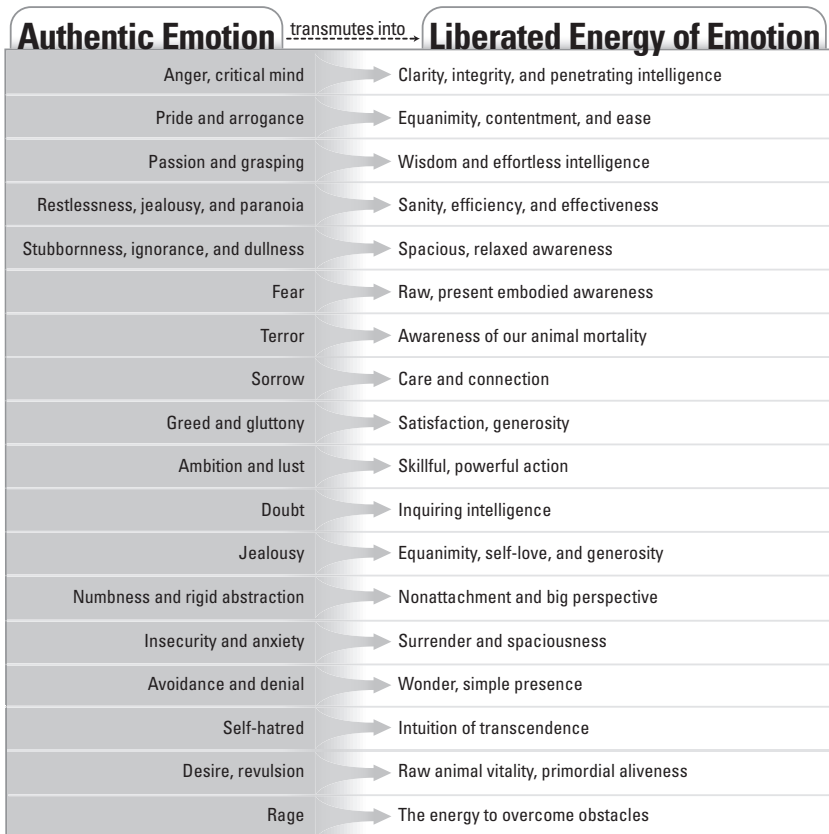 Authentic Emotion transmutes into Liberated Energy of Emotion
Anger, critical mind Clarity, integrity, and penetrating intelligence
Pride and arrogance Equanimity, contentment, and ease
Passion and grasping Wisdom and effortless intelligence
Restlessness, jealousy, and paranoia Sanity, efficiency, and effectiveness
Stubbornness, ignorance, and dullness Spacious, relaxed awareness
Fear Raw, present embodied awareness
Terror Awareness of our animal mortality
Sorrow Care and connection
Greed and gluttony Satisfaction, generosity
Ambition and lust Skillful, powerful action
Doubt Inquiring intelligence
Jealousy Equanimity, self-love, and generosity
Numbness and rigid abstraction Nonattachment and big perspective
Insecurity and anxiety Surrender and spaciousness
Avoidance and denial Wonder, simple presence
Self-hatred Intuition of transcendence
Desire, revulsion Raw animal vitality, primordial aliveness
Rage The energy to overcome obstacles